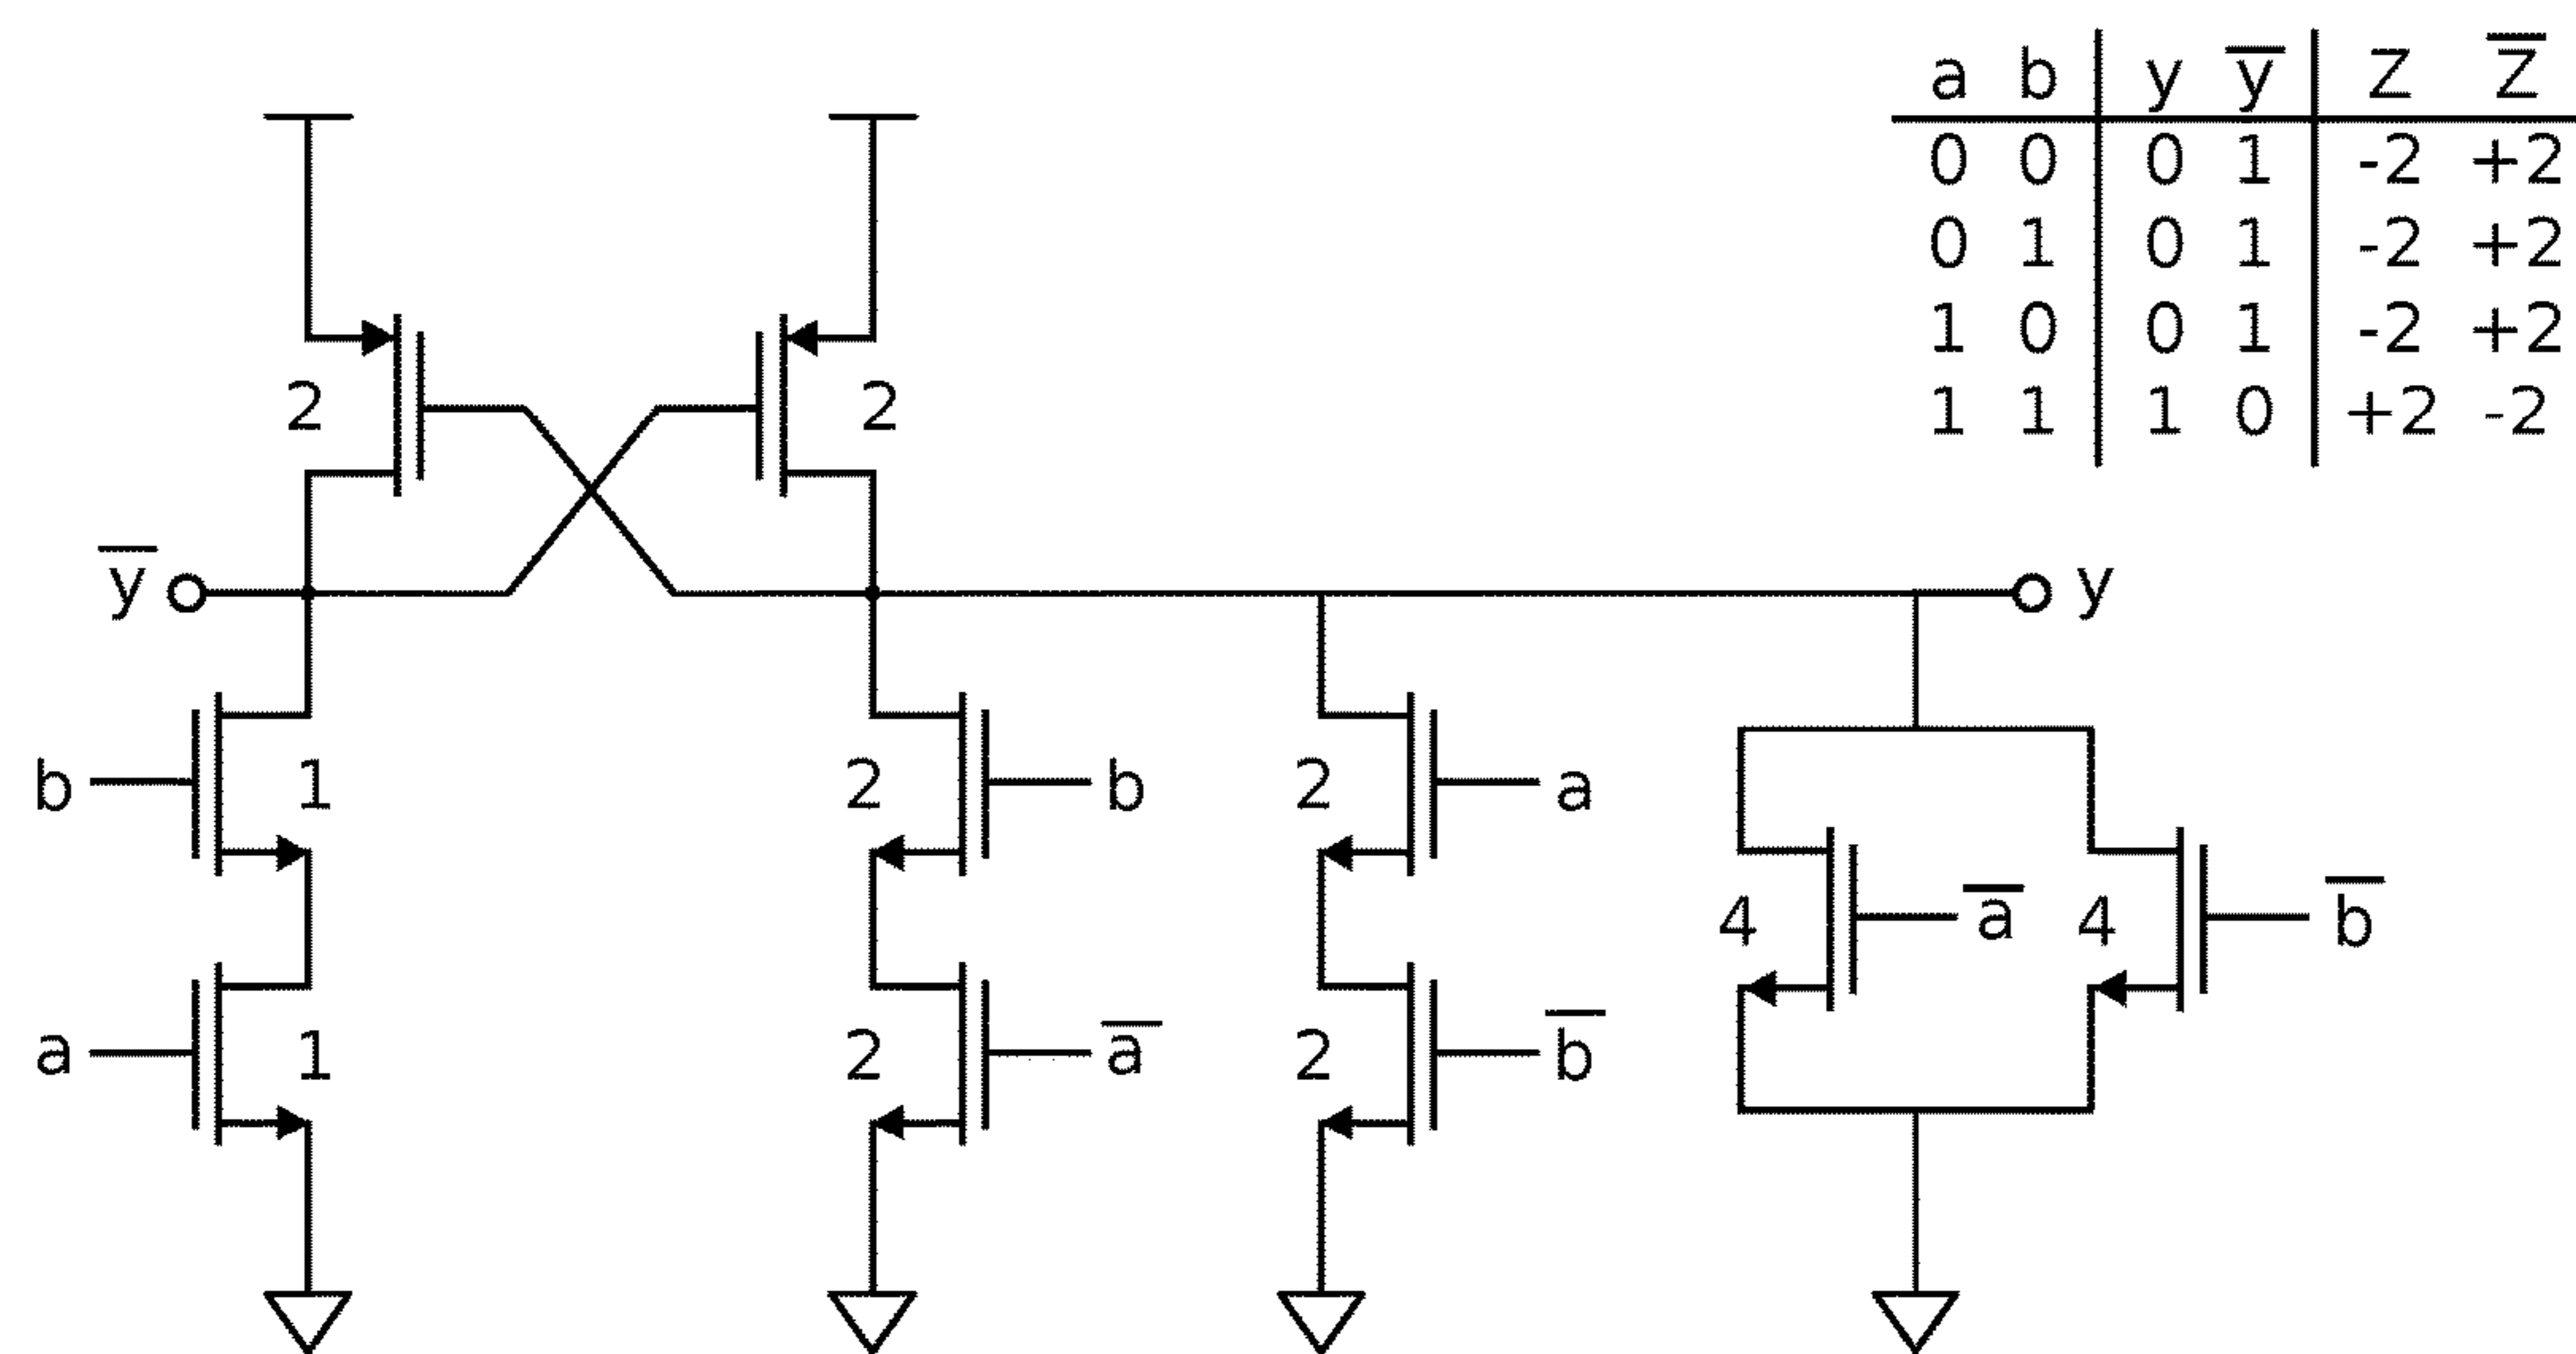 a b y y̅ Z Z̅
0 0 0 1 -2 +2
0 1 0 1 -2 +2
1 0 0 1 -2 +2
1 1 1 0 +2 -2
2 2
y̅ y
b 1 2 b 2 a
4 a̅ 4 b̅
a 1 2 a̅ 2 b̅